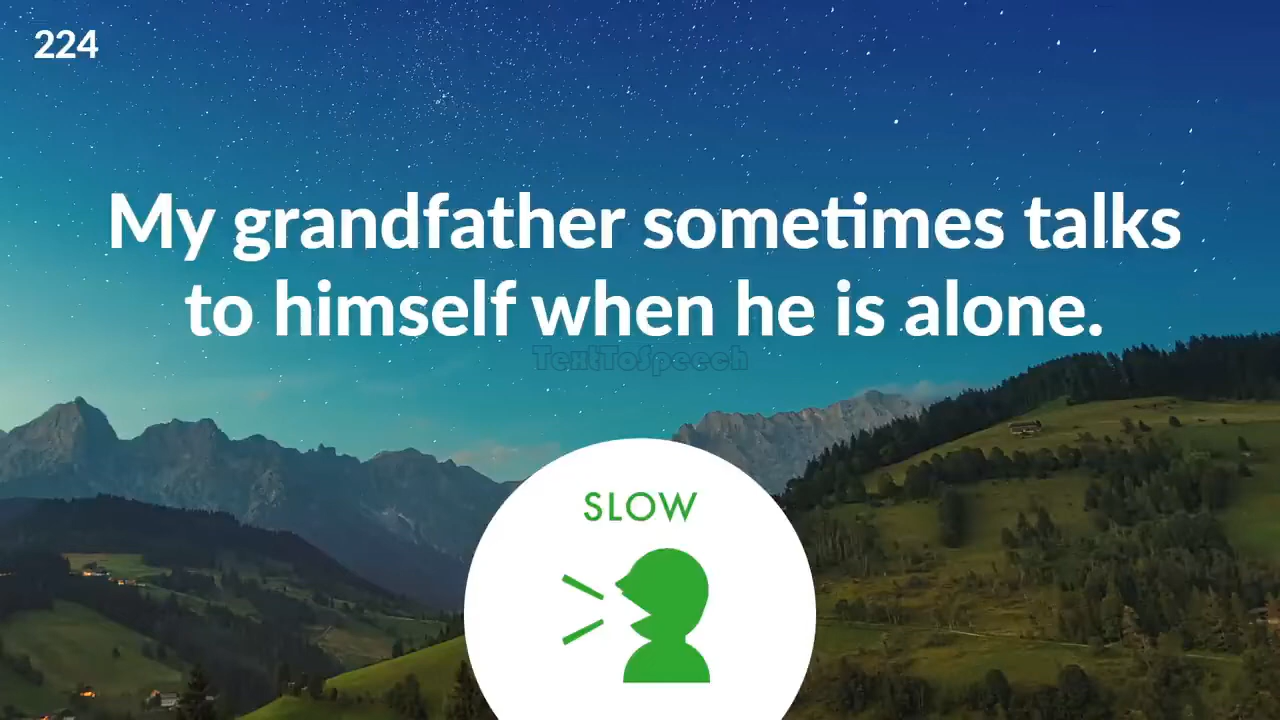 224
My grandfather sometimes talks
to himself when he is alone.
TextToSpeech
SLOW